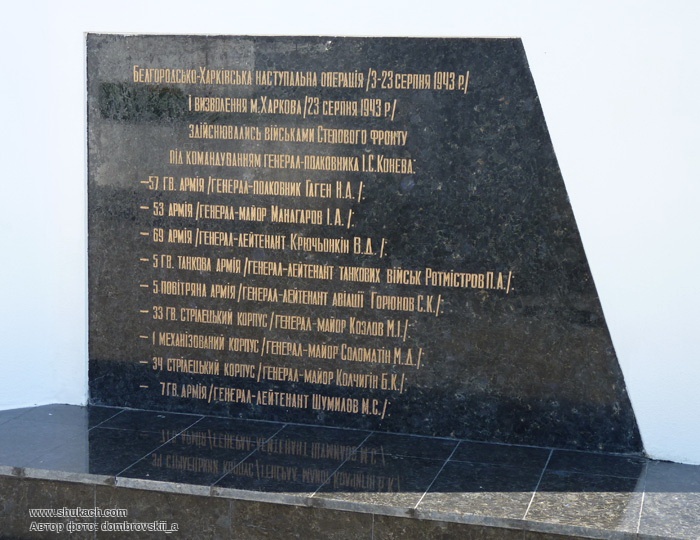 Белгородсько-Харківська наступальна операція /3-23 серпня 1943 р./
і визволення м.Харкова /23 серпня 1943 р./
здійснювались військами Степового фронту
під командуванням генерал-полковника І.С.Конева:
–57 гв. армія /генерал-полковник Гаген Н.А./:
– 53 армія /генерал-майор Манагаров І.А./:
– 69 армія /генерал-лейтенант Крючьонкін В.Д./:
– 5 гв. танкова армія /генерал-лейтенант танкових військ Ротмістров П.А./:
– 5 повітряна армія /генерал-лейтенант авіації Горюнов С.К./:
– 33 гв. стрілецький корпус /генерал-майор Козлов М.І./:
– 1 механізований корпус /генерал-майор Соломатін М.Д./:
– 34 стрілецький корпус /генерал-майор Колчигін Б.К./:
– 7 гв. армія /генерал-лейтенант Шумилов М.С./:
www.shukach.com
Автор фото: dombrovskii_a